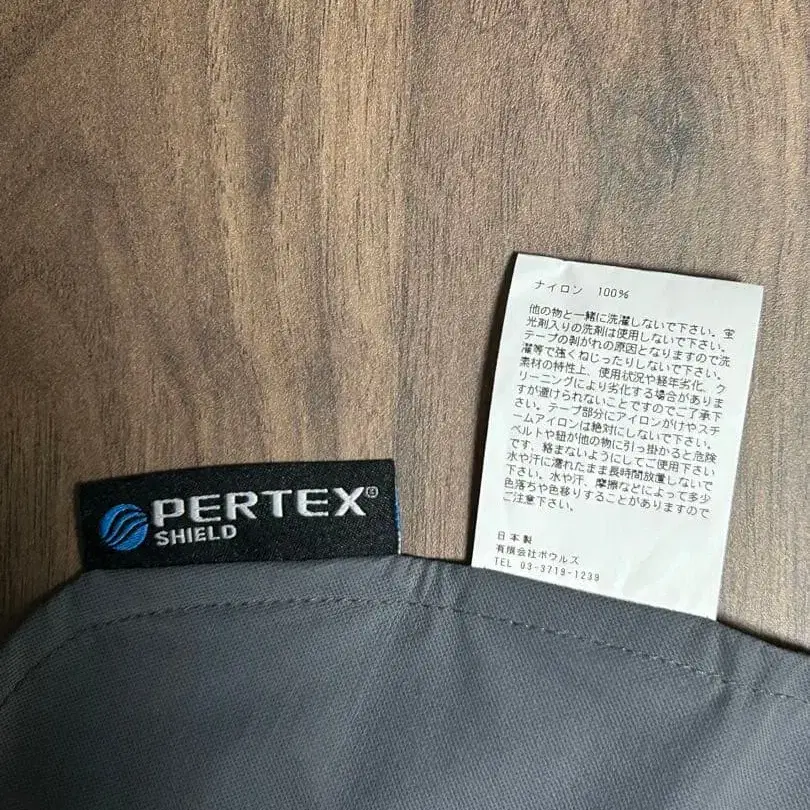 PERTEX®
SHIELD
ナイロン 100%
他の物と一緒に洗濯しないで下さい。蛍
光剤入りの洗剤は使用しないで下さい。
テープの剥がれの原因となりますので洗
濯等で強くねじったりしないで下さい。
素材の特性上、使用状況や経年劣化、ク
リーニングにより劣化する場合がありま
すが避けられないことですのでご了承下
さい。テープ部分にアイロンがけやスチ
ームアイロンは絶対にしないで下さい。
ベルトや紐が他の物に引っ掛かると危険
です、絡まないようにしてご使用下さい
水や汗に濡れたまま長時間放置しないで
下さい。水や汗、摩擦などによって多少
色落ちや色移りすることがありますので
ご注意下さい。
日本製
有限会社ボウルズ
TEL 03-3719-1239